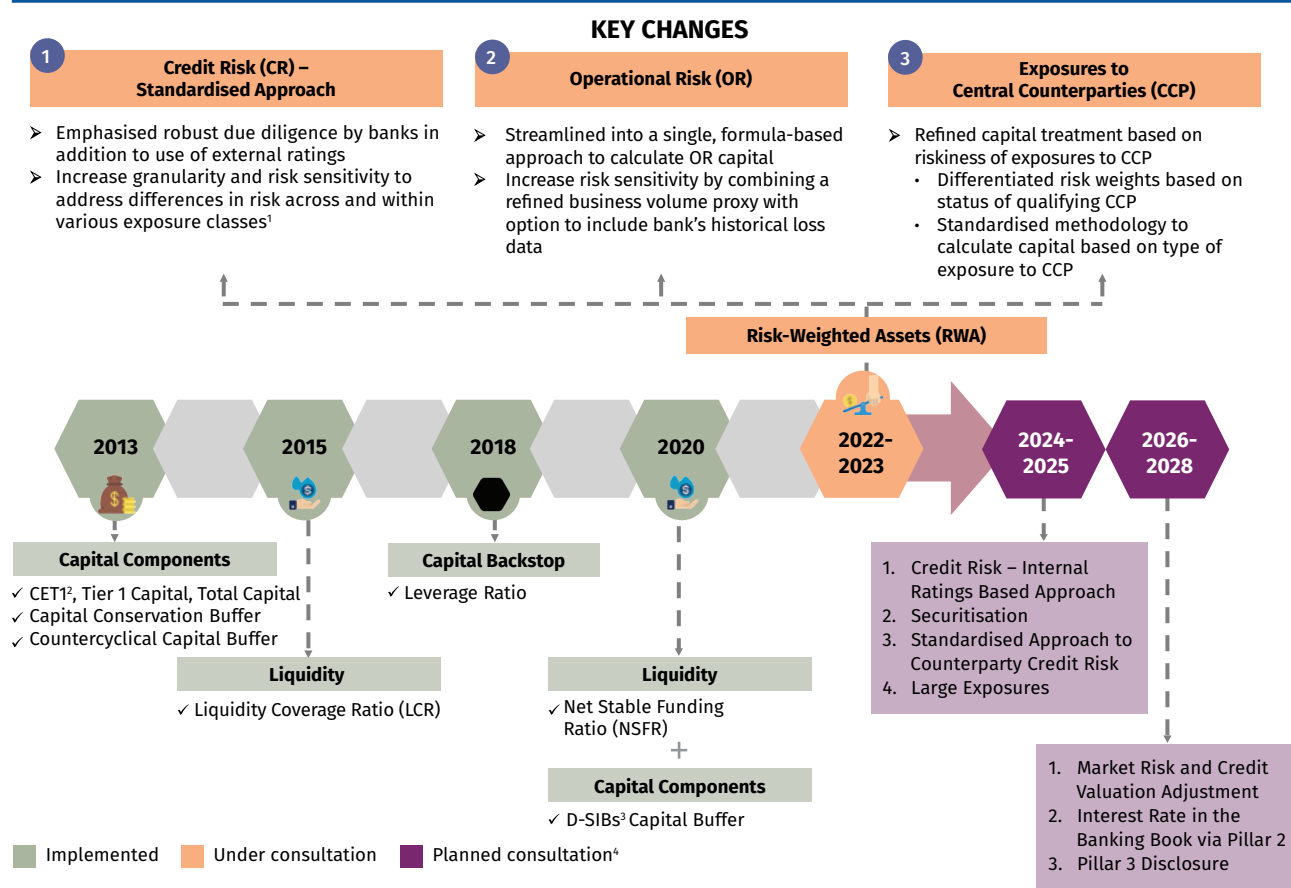 KEY CHANGES
1
Credit Risk (CR) –
Standardised Approach
➢ Emphasised robust due diligence by banks in
addition to use of external ratings
➢ Increase granularity and risk sensitivity to
address differences in risk across and within
various exposure classes¹
2
Operational Risk (OR)
➢ Streamlined into a single, formula-based
approach to calculate OR capital
➢ Increase risk sensitivity by combining a
refined business volume proxy with
option to include bank’s historical loss
data
3
Exposures to
Central Counterparties (CCP)
➢ Refined capital treatment based on
riskiness of exposures to CCP
• Differentiated risk weights based on
status of qualifying CCP
• Standardised methodology to
calculate capital based on type of
exposure to CCP
Risk-Weighted Assets (RWA)
2013
2015
2018
2020
2022-
2023
2024-
2025
2026-
2028
Capital Components
✓ CET1², Tier 1 Capital, Total Capital
✓ Capital Conservation Buffer
✓ Countercyclical Capital Buffer
Liquidity
✓ Liquidity Coverage Ratio (LCR)
Capital Backstop
✓ Leverage Ratio
Liquidity
✓ Net Stable Funding
Ratio (NSFR)
+
Capital Components
✓ D-SIBs³ Capital Buffer
1. Credit Risk – Internal
Ratings Based Approach
2. Securitisation
3. Standardised Approach to
Counterparty Credit Risk
4. Large Exposures
1. Market Risk and Credit
Valuation Adjustment
2. Interest Rate in the
Banking Book via Pillar 2
3. Pillar 3 Disclosure
Implemented
Under consultation
Planned consultation⁴